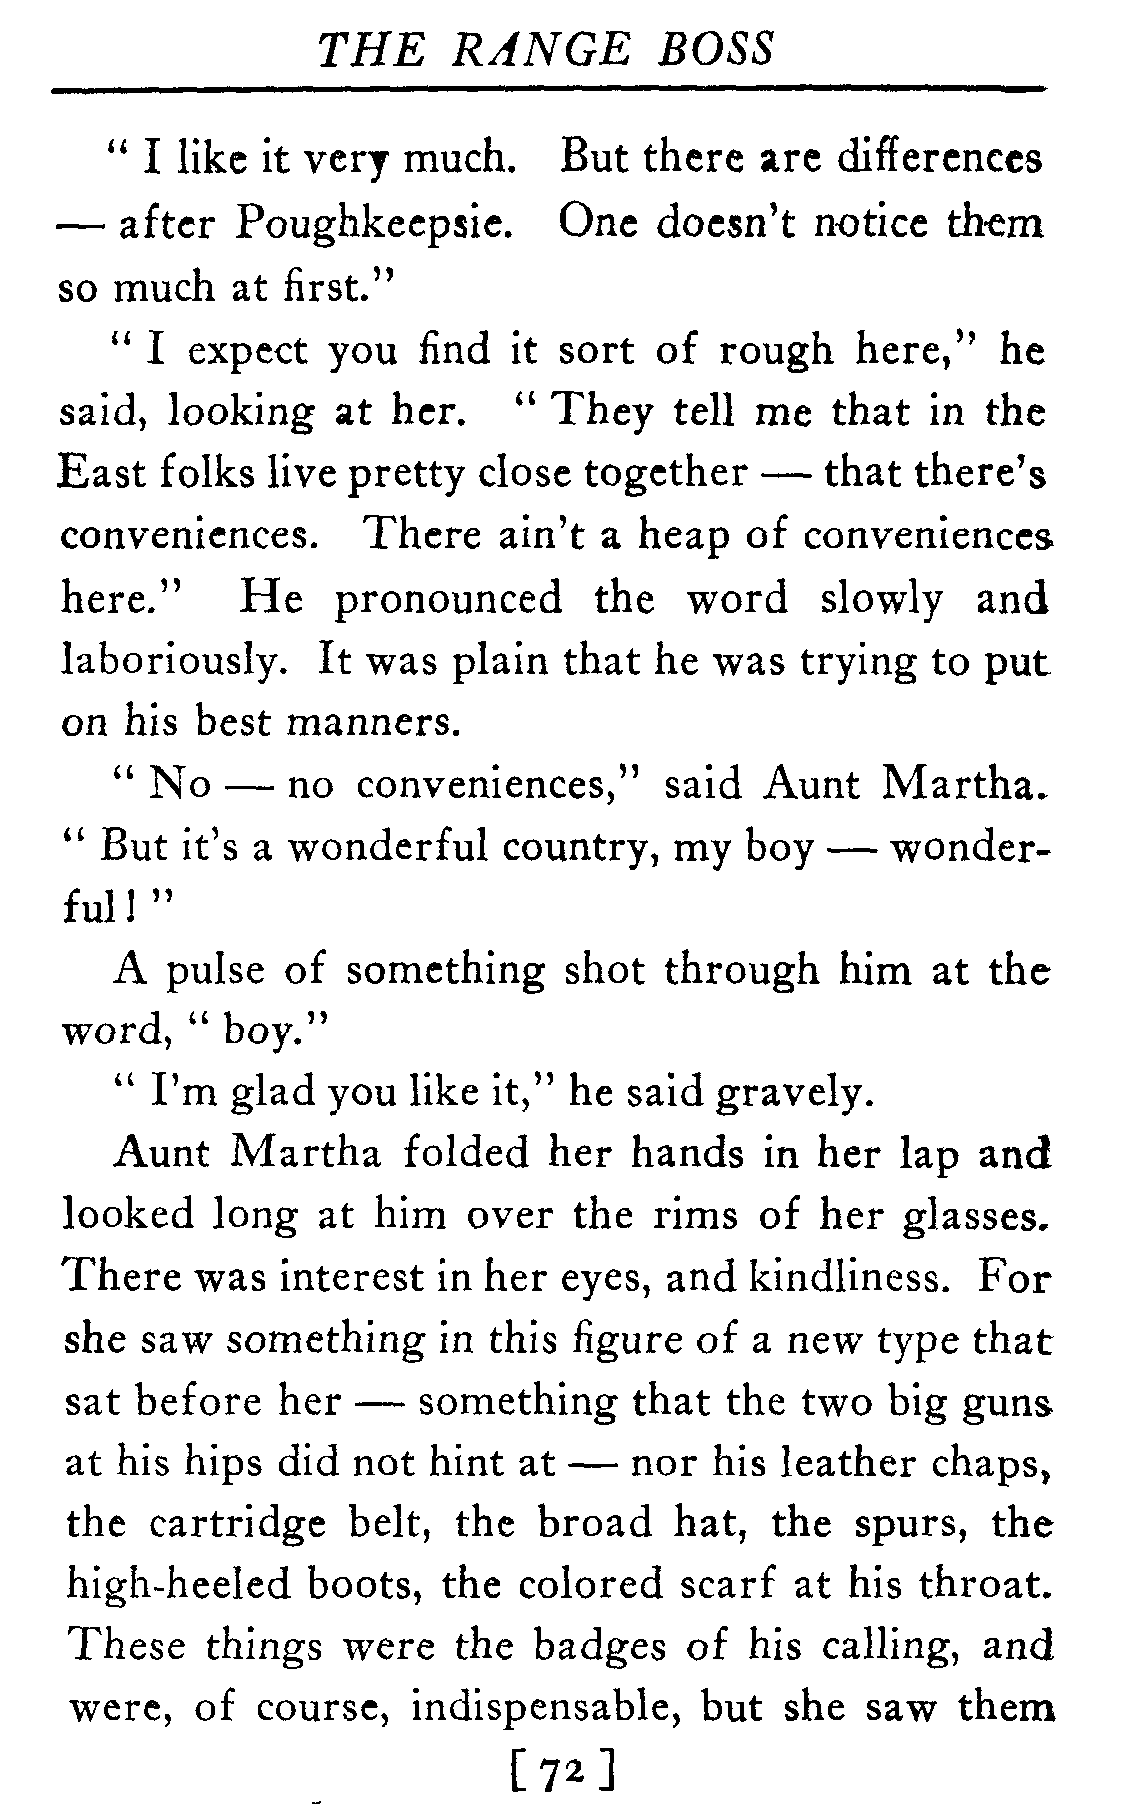 THE RANGE BOSS
“ I like it very much. But there are differences
— after Poughkeepsie. One doesn’t notice them
so much at first.”
“ I expect you find it sort of rough here,” he
said, looking at her. “ They tell me that in the
East folks live pretty close together — that there’s
conveniences. There ain’t a heap of conveniences
here.” He pronounced the word slowly and
laboriously. It was plain that he was trying to put
on his best manners.
“ No — no conveniences,” said Aunt Martha.
“ But it’s a wonderful country, my boy — wonder-
ful! ”
A pulse of something shot through him at the
word, “ boy.”
“ I’m glad you like it,” he said gravely.
Aunt Martha folded her hands in her lap and
looked long at him over the rims of her glasses.
There was interest in her eyes, and kindliness. For
she saw something in this figure of a new type that
sat before her — something that the two big guns
at his hips did not hint at — nor his leather chaps,
the cartridge belt, the broad hat, the spurs, the
high-heeled boots, the colored scarf at his throat.
These things were the badges of his calling, and
were, of course, indispensable, but she saw them
[ 72 ]